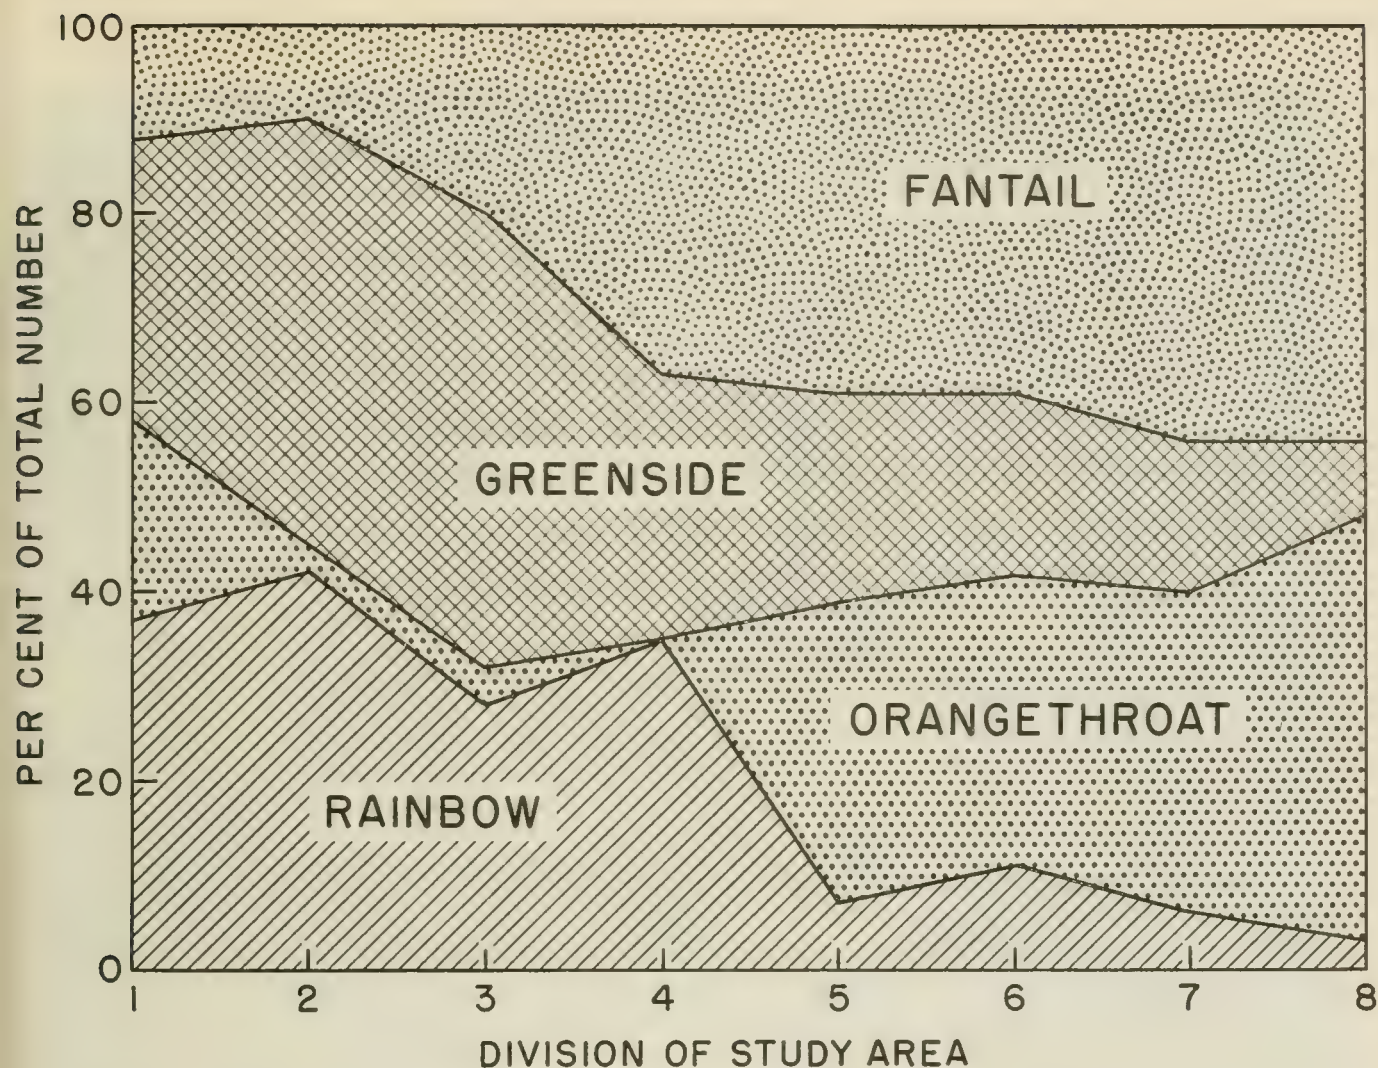 100
80
60
40
20
0
PER CENT OF TOTAL NUMBER
FANTAIL
GREENSIDE
ORANGETHROAT
RAINBOW
1 2 3 4 5 6 7 8
DIVISION OF STUDY AREA